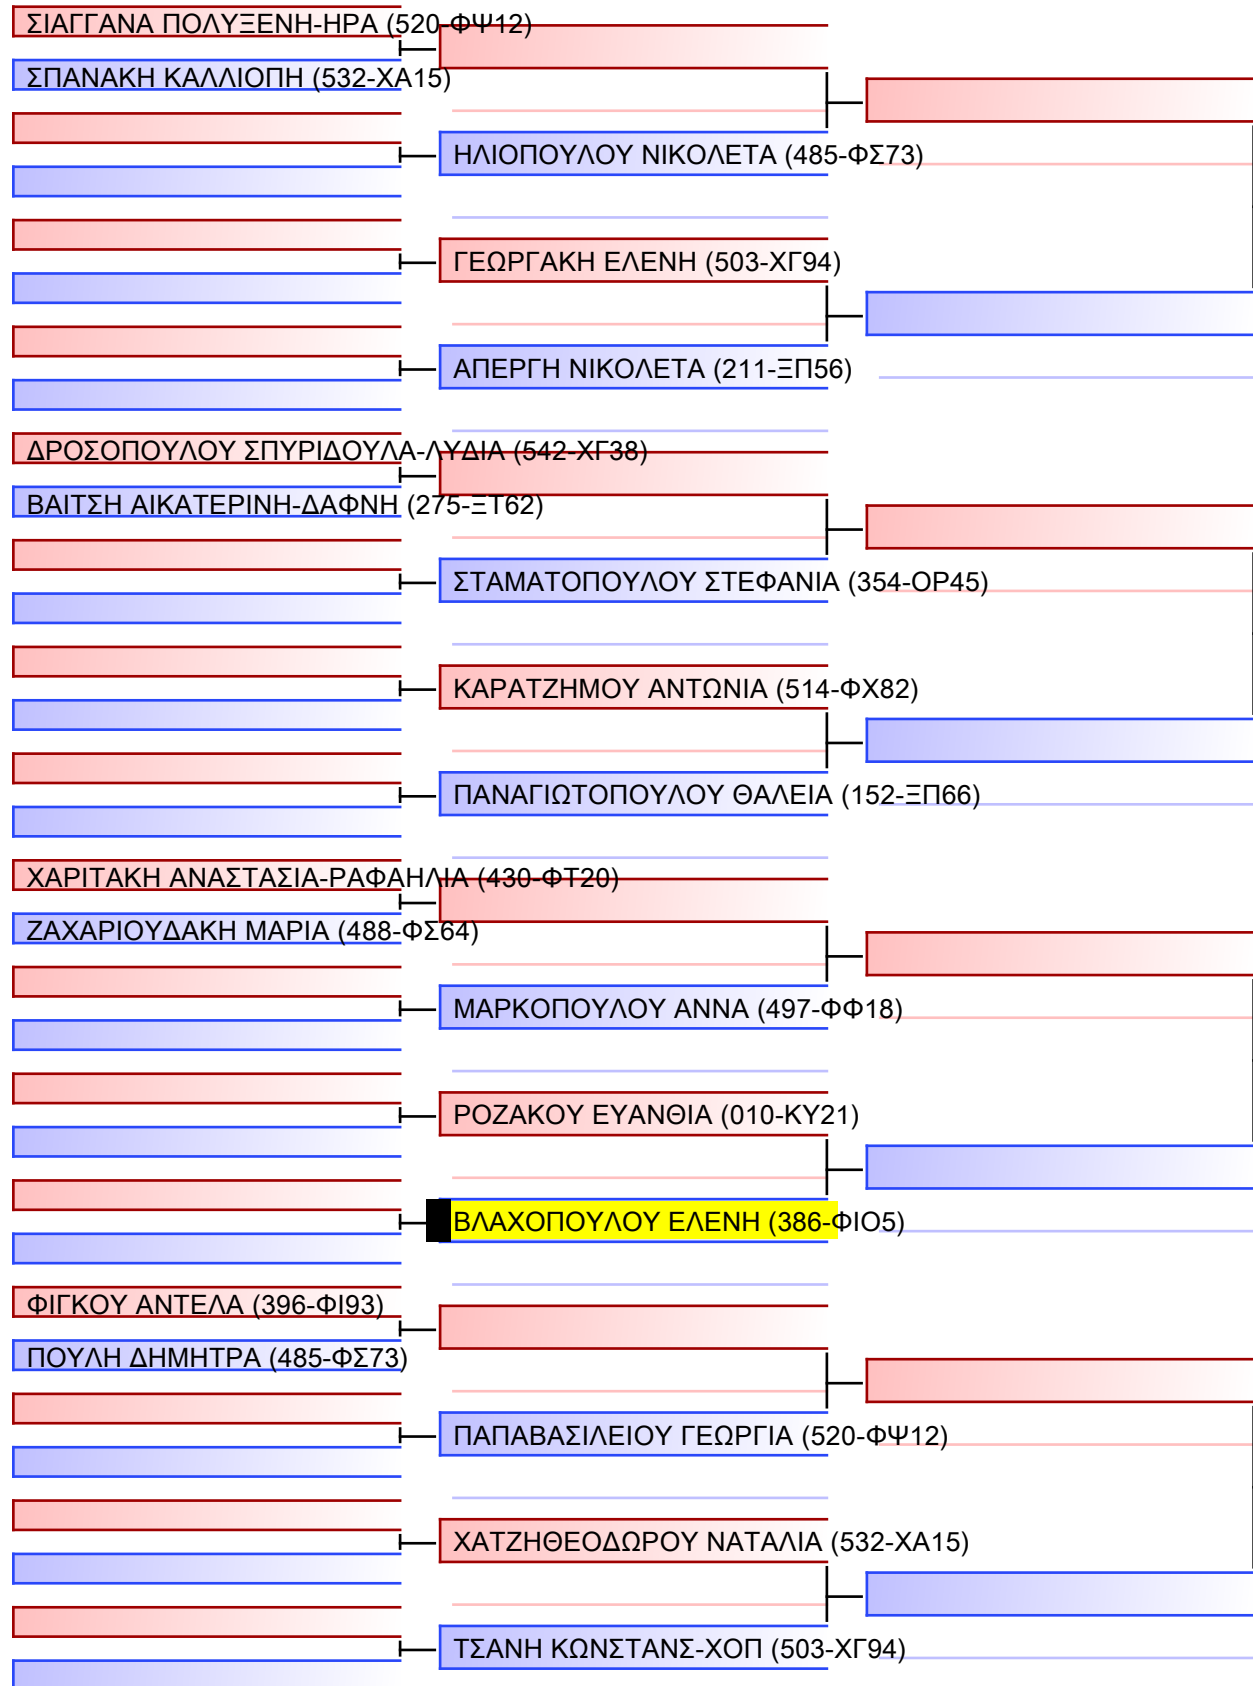 ΣΙΑΓΓΑΝΑ ΠΟΛΥΞΕΝΗ-ΗΡΑ (520-ΦΨ12)
ΣΠΑΝΑΚΗ ΚΑΛΛΙΟΠΗ (532-ΧΑ15)
ΗΛΙΟΠΟΥΛΟΥ ΝΙΚΟΛΕΤΑ (485-ΦΣ73)
ΓΕΩΡΓΑΚΗ ΕΛΕΝΗ (503-ΧΓ94)
ΑΠΕΡΓΗ ΝΙΚΟΛΕΤΑ (211-ΞΠ56)
ΔΡΟΣΟΠΟΥΛΟΥ ΣΠΥΡΙΔΟΥΛΑ-ΛΥΔΙΑ (542-ΧΓ38)
ΒΑΙΤΣΗ ΑΙΚΑΤΕΡΙΝΗ-ΔΑΦΝΗ (275-ΞΤ62)
ΣΤΑΜΑΤΟΠΟΥΛΟΥ ΣΤΕΦΑΝΙΑ (354-ΟΡ45)
ΚΑΡΑΤΖΗΜΟΥ ΑΝΤΩΝΙΑ (514-ΦΧ82)
ΠΑΝΑΓΙΩΤΟΠΟΥΛΟΥ ΘΑΛΕΙΑ (152-ΞΠ66)
ΧΑΡΙΤΑΚΗ ΑΝΑΣΤΑΣΙΑ-ΡΑΦΑΗΛΙΑ (430-ΦΤ20)
ΖΑΧΑΡΙΟΥΔΑΚΗ ΜΑΡΙΑ (488-ΦΣ64)
ΜΑΡΚΟΠΟΥΛΟΥ ΑΝΝΑ (497-ΦΦ18)
ΡΟΖΑΚΟΥ ΕΥΑΝΘΙΑ (010-ΚΥ21)
ΒΛΑΧΟΠΟΥΛΟΥ ΕΛΕΝΗ (386-ΦΙΟ5)
ΦΙΓΚΟΥ ΑΝΤΕΛΑ (396-ΦΙ93)
ΠΟΥΛΗ ΔΗΜΗΤΡΑ (485-ΦΣ73)
ΠΑΠΑΒΑΣΙΛΕΙΟΥ ΓΕΩΡΓΙΑ (520-ΦΨ12)
ΧΑΤΖΗΘΕΟΔΩΡΟΥ ΝΑΤΑΛΙΑ (532-ΧΑ15)
ΤΣΑΝΗ ΚΩΝΣΤΑΝΣ-ΧΟΠ (503-ΧΓ94)